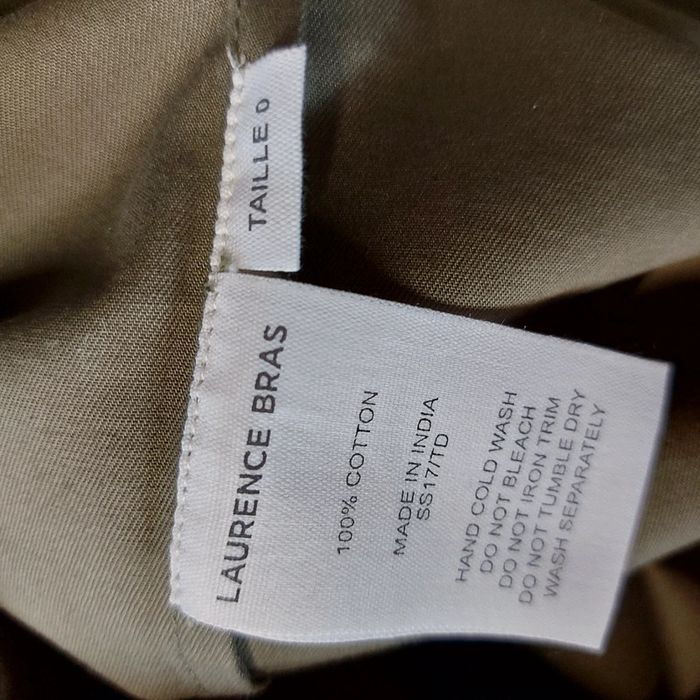 TAILLE 0
LAURENCE BRAS
100% COTTON
MADE IN INDIA
SS17/TD
HAND COLD WASH
DO NOT BLEACH
DO NOT IRON TRIM
DO NOT TUMBLE DRY
WASH SEPARATELY